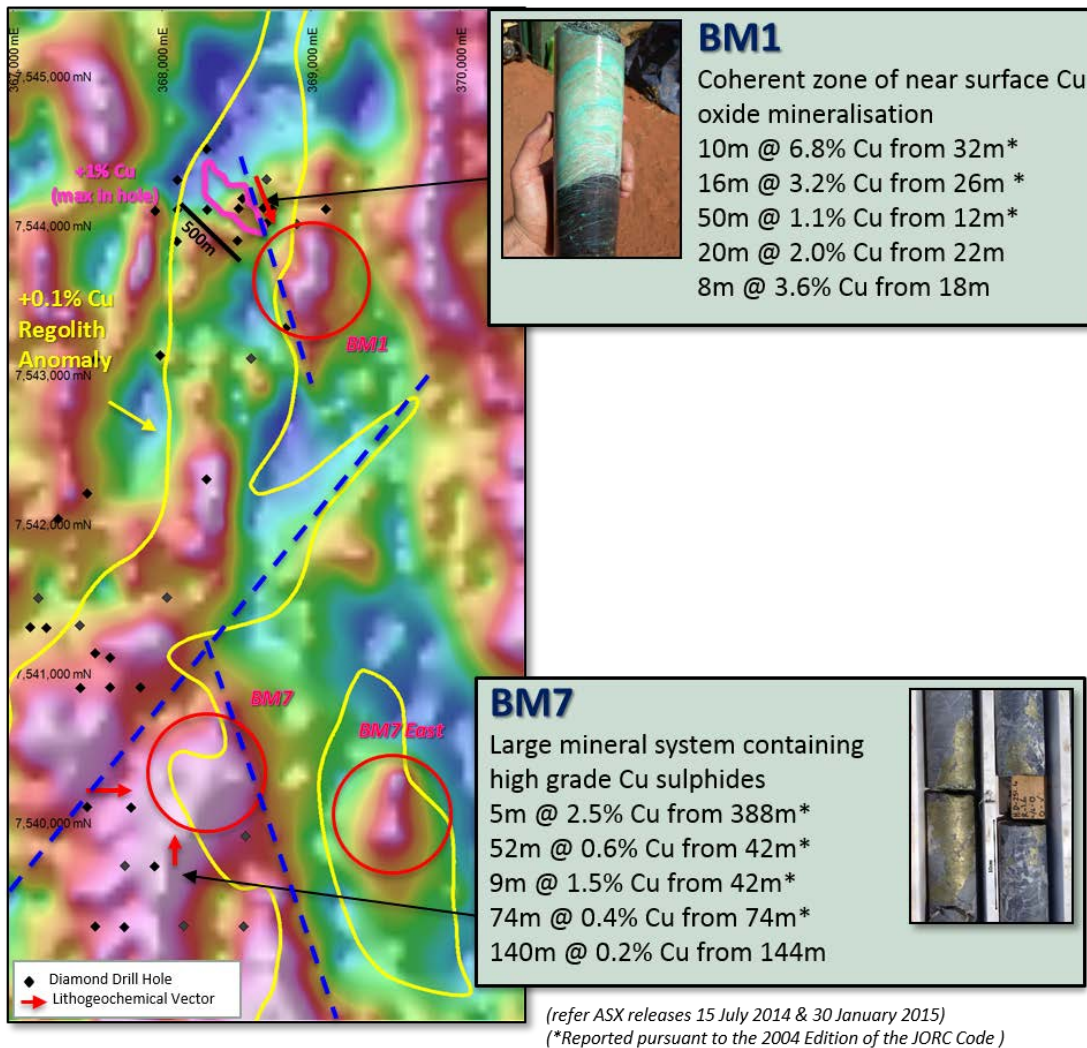 367,000 mE
368,000 mE
369,000 mE
370,000 mE
7,545,000 mN
+1% Cu
(max in hole)
7,544,000 mN
500m
+0.1% Cu
Regolith
Anomaly
BM1
7,543,000 mN
7,542,000 mN
7,541,000 mN
BM7
BM7 East
7,540,000 mN
Diamond Drill Hole
Lithogeochemical Vector
BM1
Coherent zone of near surface Cu
oxide mineralisation
10m @ 6.8% Cu from 32m*
16m @ 3.2% Cu from 26m *
50m @ 1.1% Cu from 12m*
20m @ 2.0% Cu from 22m
8m @ 3.6% Cu from 18m
BM7
Large mineral system containing
high grade Cu sulphides
5m @ 2.5% Cu from 388m*
52m @ 0.6% Cu from 42m*
9m @ 1.5% Cu from 42m*
74m @ 0.4% Cu from 74m*
140m @ 0.2% Cu from 144m
(refer ASX releases 15 July 2014 & 30 January 2015)
(*Reported pursuant to the 2004 Edition of the JORC Code )